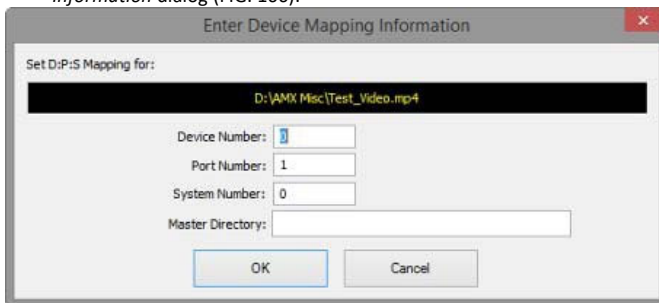 Information dialog (FIG. 100).
Enter Device Mapping Information
Set D:P:S Mapping for:
D:\AMX Misc\Test_Video.mp4
Device Number: 0
Port Number: 1
System Number: 0
Master Directory:
OK Cancel